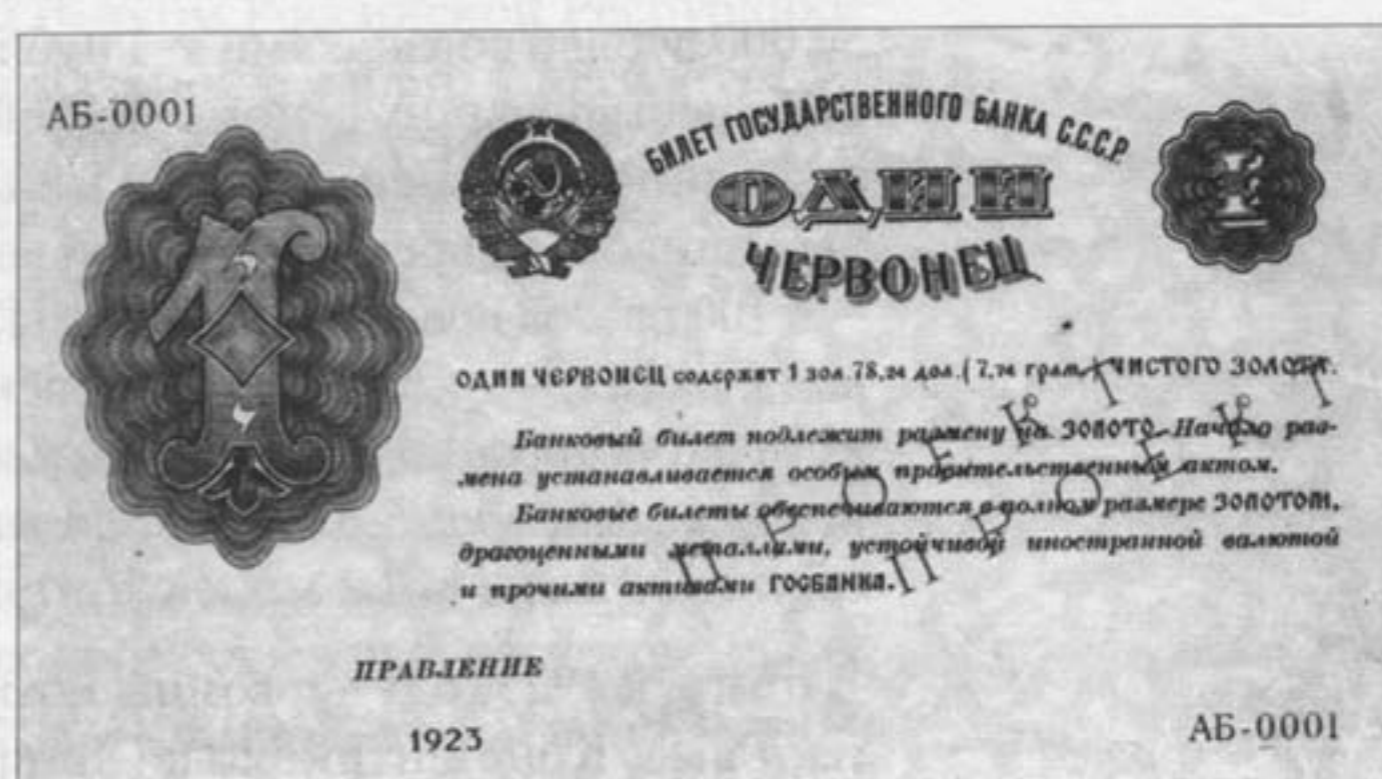 АБ-0001
БИЛЕТ ГОСУДАРСТВЕННОГО БАНКА С.С.С.Р.
ОДИН
ЧЕРВОНЕЦ
1
1
ОДИН ЧЕРВОНЕЦ содержит 1 зол. 78,24 дол. (7,74 грам.) ЧИСТОГО ЗОЛОТА.
Банковый билет подлежит размену на ЗОЛОТО. Начало раз-
мена устанавливается особым правительственным актом.
Банковые билеты обеспечиваются в полном размере ЗОЛОТОМ,
драгоценными металлами, устойчивой иностранной валютой
и прочими активами ГОСБАНКА.
ПРОЕКТ
ПРОЕКТ
ПРАВЛЕНИЕ
1923
АБ-0001